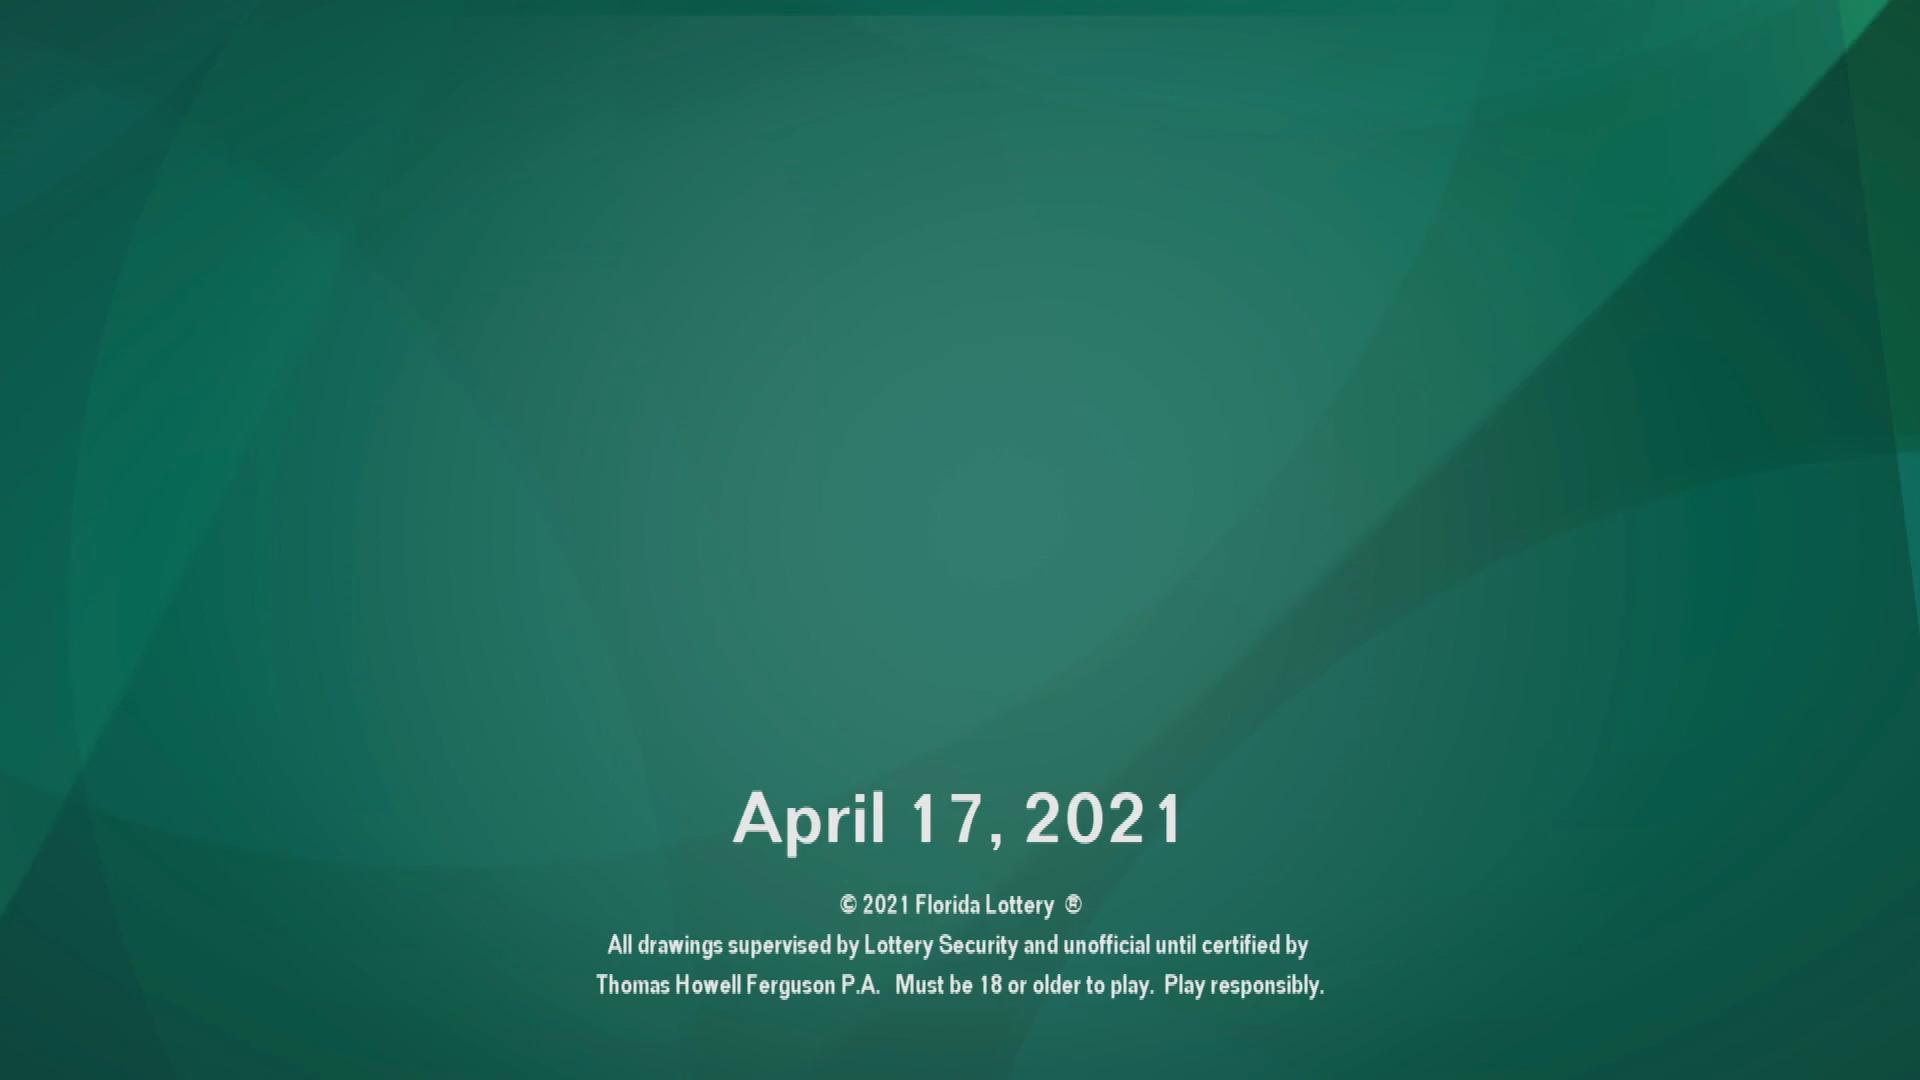 April 17, 2021
© 2021 Florida Lottery ®
All drawings supervised by Lottery Security and unofficial until certified by
Thomas Howell Ferguson P.A. Must be 18 or older to play. Play responsibly.